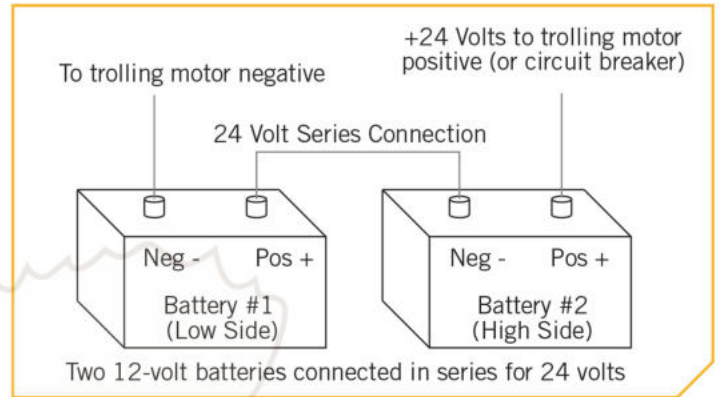 +24 Volts to trolling motor
positive (or circuit breaker)
To trolling motor negative
24 Volt Series Connection
Neg - Pos +
Battery #1
(Low Side)
Neg - Pos +
Battery #2
(High Side)
Two 12-volt batteries connected in series for 24 volts